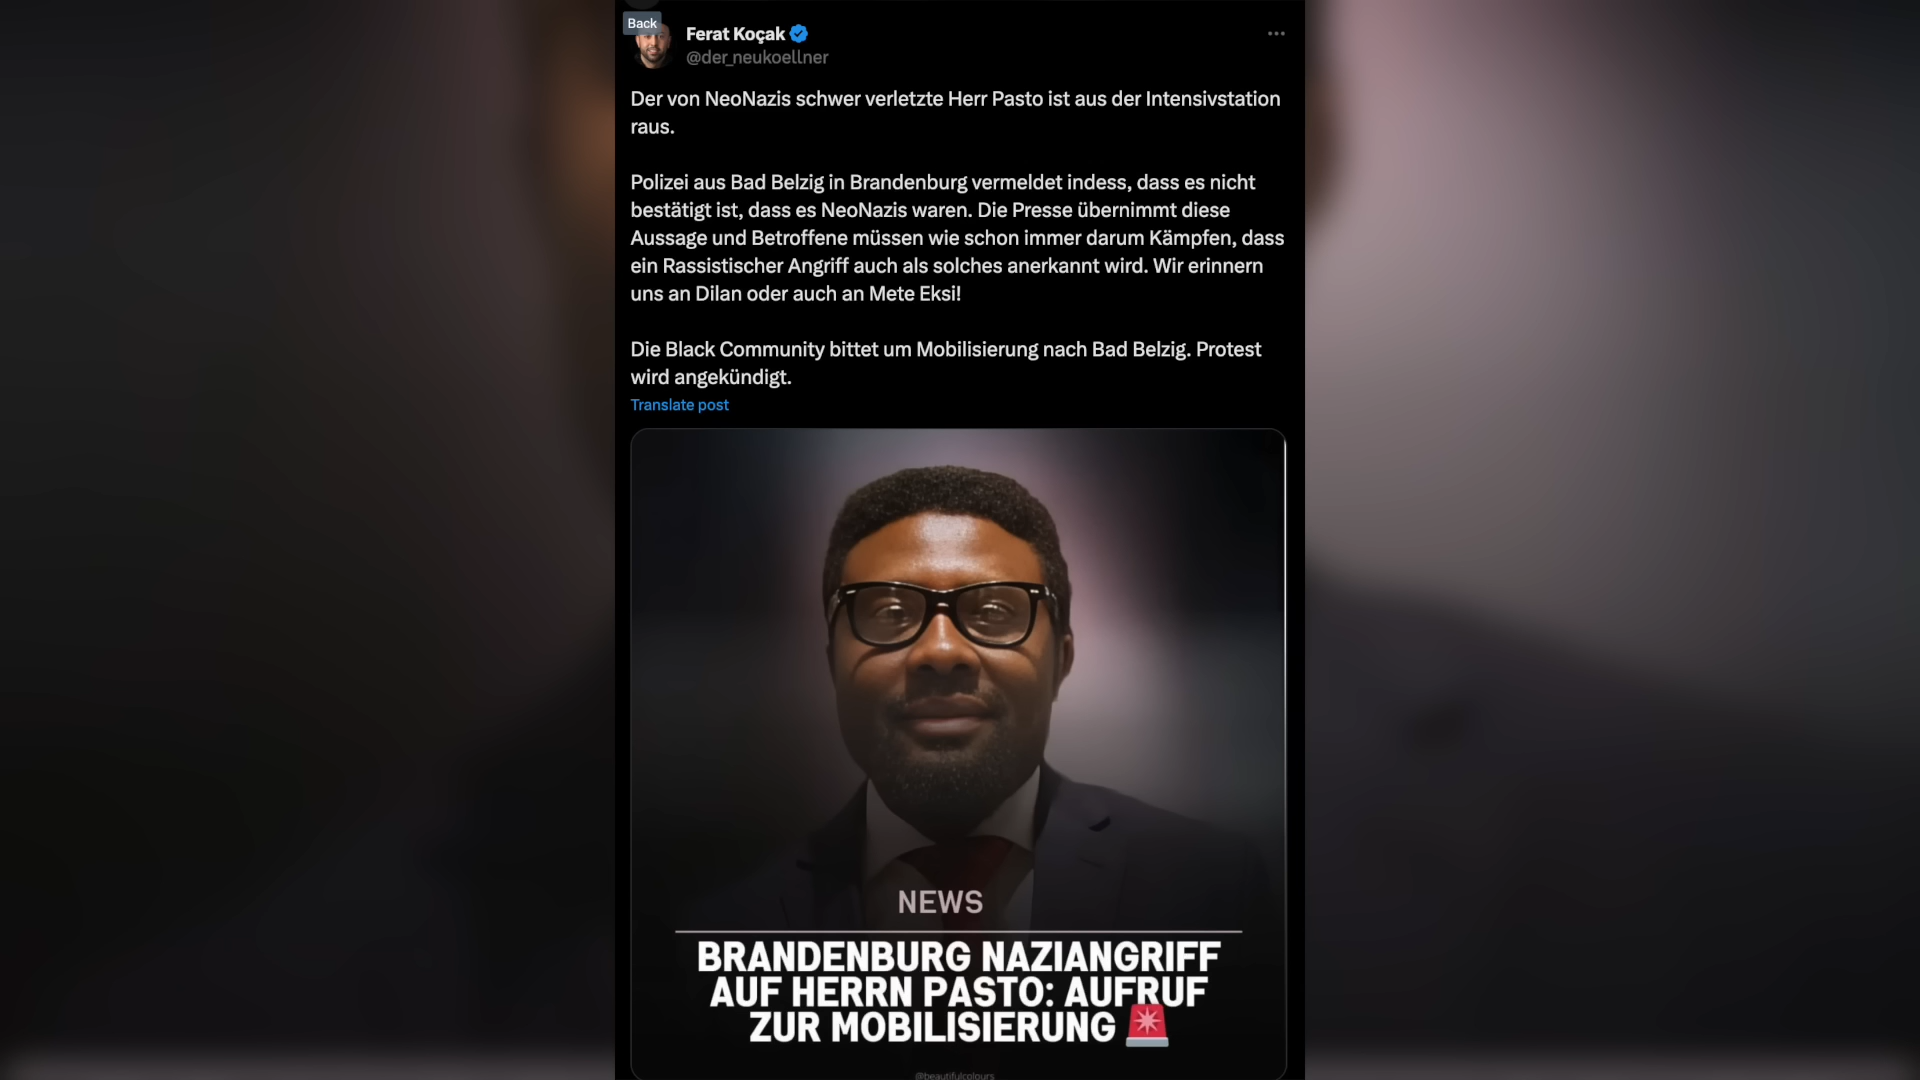 Back
Ferat Koçak
@der_neukoellner
Der von NeoNazis schwer verletzte Herr Pasto ist aus der Intensivstation
raus.
Polizei aus Bad Belzig in Brandenburg vermeldet indess, dass es nicht
bestätigt ist, dass es NeoNazis waren. Die Presse übernimmt diese
Aussage und Betroffene müssen wie schon immer darum Kämpfen, dass
ein Rassistischer Angriff auch als solches anerkannt wird. Wir erinnern
uns an Dilan oder auch an Mete Eksi!
Die Black Community bittet um Mobilisierung nach Bad Belzig. Protest
wird angekündigt.
Translate post
NEWS
BRANDENBURG NAZIANGRIFF
AUF HERRN PASTO: AUFRUF
ZUR MOBILISIERUNG 🚨
@beautifulcolours